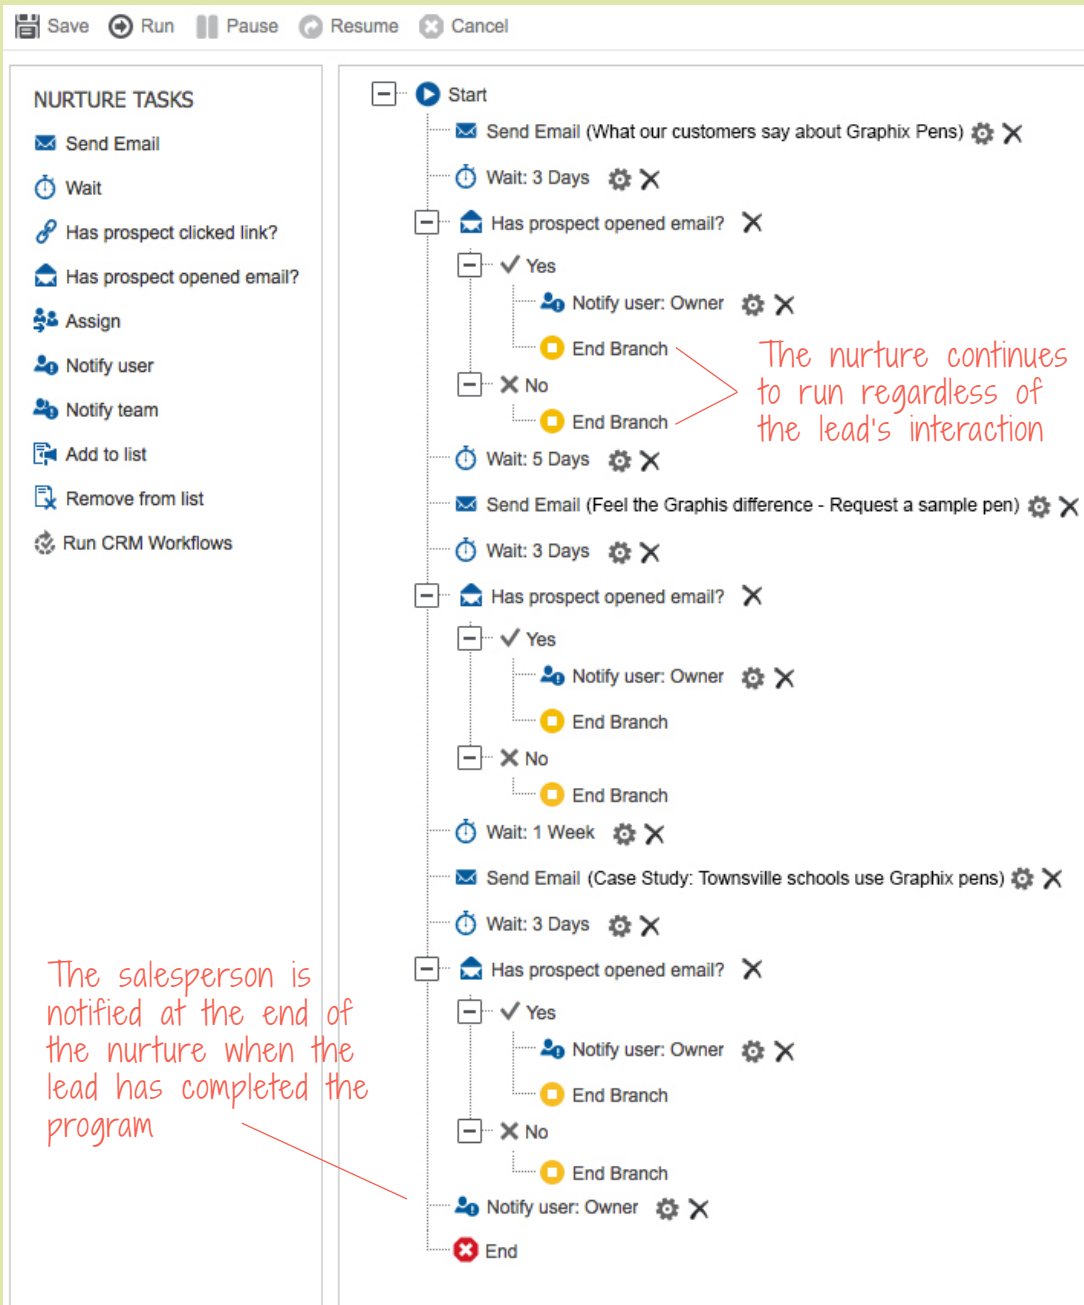 Save Run Pause Resume Cancel
NURTURE TASKS
Send Email
Wait
Has prospect clicked link?
Has prospect opened email?
Assign
Notify user
Notify team
Add to list
Remove from list
Run CRM Workflows
Start
Send Email (What our customers say about Graphix Pens)
Wait: 3 Days
Has prospect opened email?
Yes
Notify user: Owner
End Branch
No
End Branch
The nurture continues
to run regardless of
the lead's interaction
Wait: 5 Days
Send Email (Feel the Graphis difference - Request a sample pen)
Wait: 3 Days
Has prospect opened email?
Yes
Notify user: Owner
End Branch
No
End Branch
Wait: 1 Week
Send Email (Case Study: Townsville schools use Graphix pens)
Wait: 3 Days
Has prospect opened email?
Yes
Notify user: Owner
End Branch
No
End Branch
The salesperson is
notified at the end of
the nurture when the
lead has completed the
program
Notify user: Owner
End